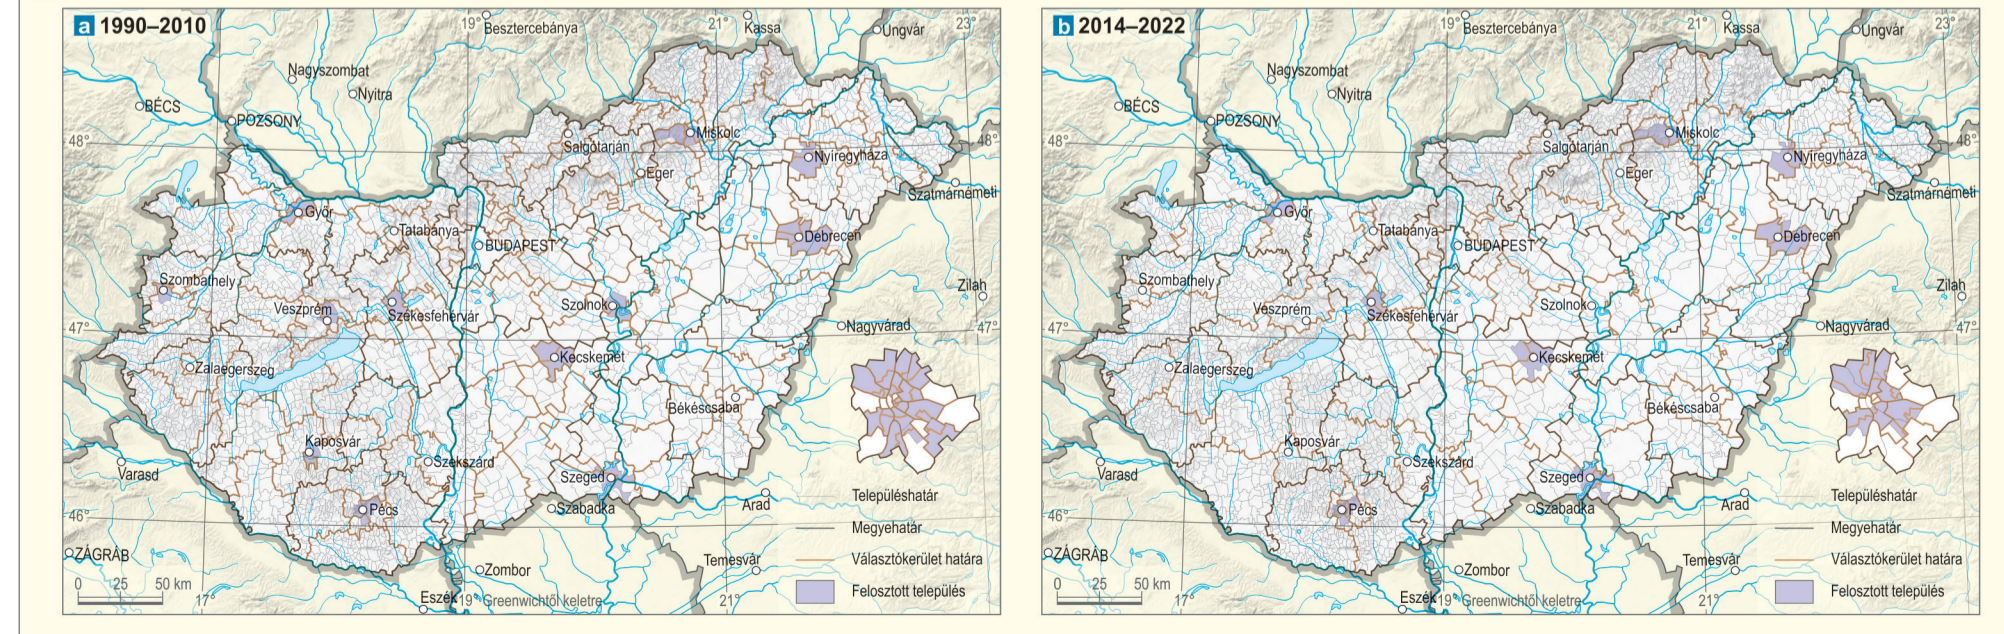 a 1990–2010
19°
Besztercebánya
21°
Kassa
Ungvár
23°
Nagyszombat
Nyitra
BÉCS
POZSONY
48°
Salgótarján
Miskolc
48°
Nyíregyháza
Eger
Szatmárnémeti
Győr
Tatabánya
BUDAPEST
Debrecen
Szombathely
Zilah
Veszprém
Székesfehérvár
Szolnok
47°
Nagyvárad
47°
Zalaegerszeg
Kecskemét
Békéscsaba
Kaposvár
Szekszárd
Varasd
Szeged
Településhatár
46°
Pécs
Szabadka
Arad
Megyehatár
ZÁGRÁB
Zombor
Temesvár
Választókerület határa
0 25 50 km
17°
Eszék
19° Greenwichtől keletre
21°
Felosztott település
b 2014–2022
19°
Besztercebánya
21°
Kassa
Ungvár
23°
Nagyszombat
Nyitra
BÉCS
POZSONY
48°
Salgótarján
Miskolc
48°
Nyíregyháza
Eger
Szatmárnémeti
Győr
Tatabánya
BUDAPEST
Debrecen
Szombathely
Zilah
Veszprém
Székesfehérvár
Szolnok
47°
Nagyvárad
47°
Zalaegerszeg
Kecskemét
Békéscsaba
Kaposvár
Szekszárd
Varasd
Szeged
Településhatár
46°
Pécs
Szabadka
Arad
Megyehatár
ZÁGRÁB
Zombor
Temesvár
Választókerület határa
0 25 50 km
17°
Eszék
19° Greenwichtől keletre
21°
Felosztott település